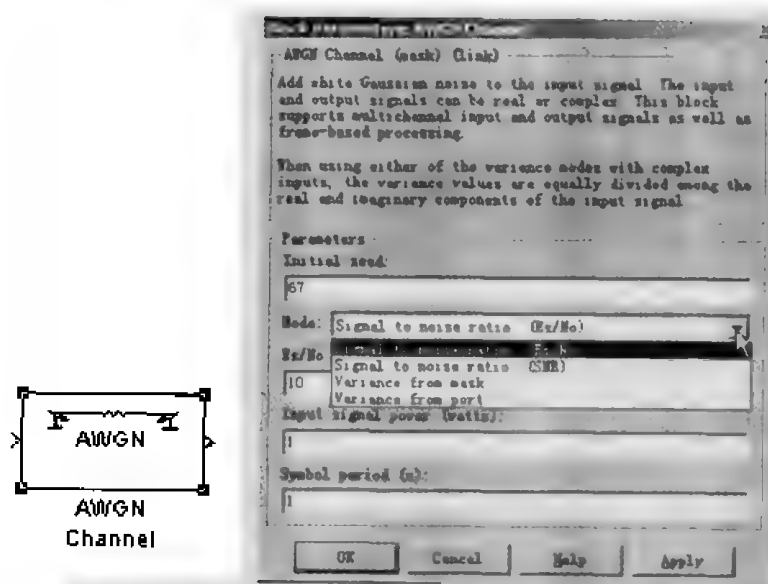 AWGN Channel (mask) (link)
Add white Gaussian noise to the input signal. The input
and output signals can be real or complex. This block
supports multichannel input and output signals as well as
frame-based processing.
When using either of the variance modes with complex
inputs, the variance values are equally divided among the
real and imaginary components of the input signal
Parameters
Initial seed:
67
Mode: Signal to noise ratio (Es/No)
Es/No
Signal to noise ratio (SNR)
10
Variance from mask
Variance from port
Input signal power (watts):
1
Symbol period (s):
1
OK Cancel Help Apply
AWGN
AWGN
Channel